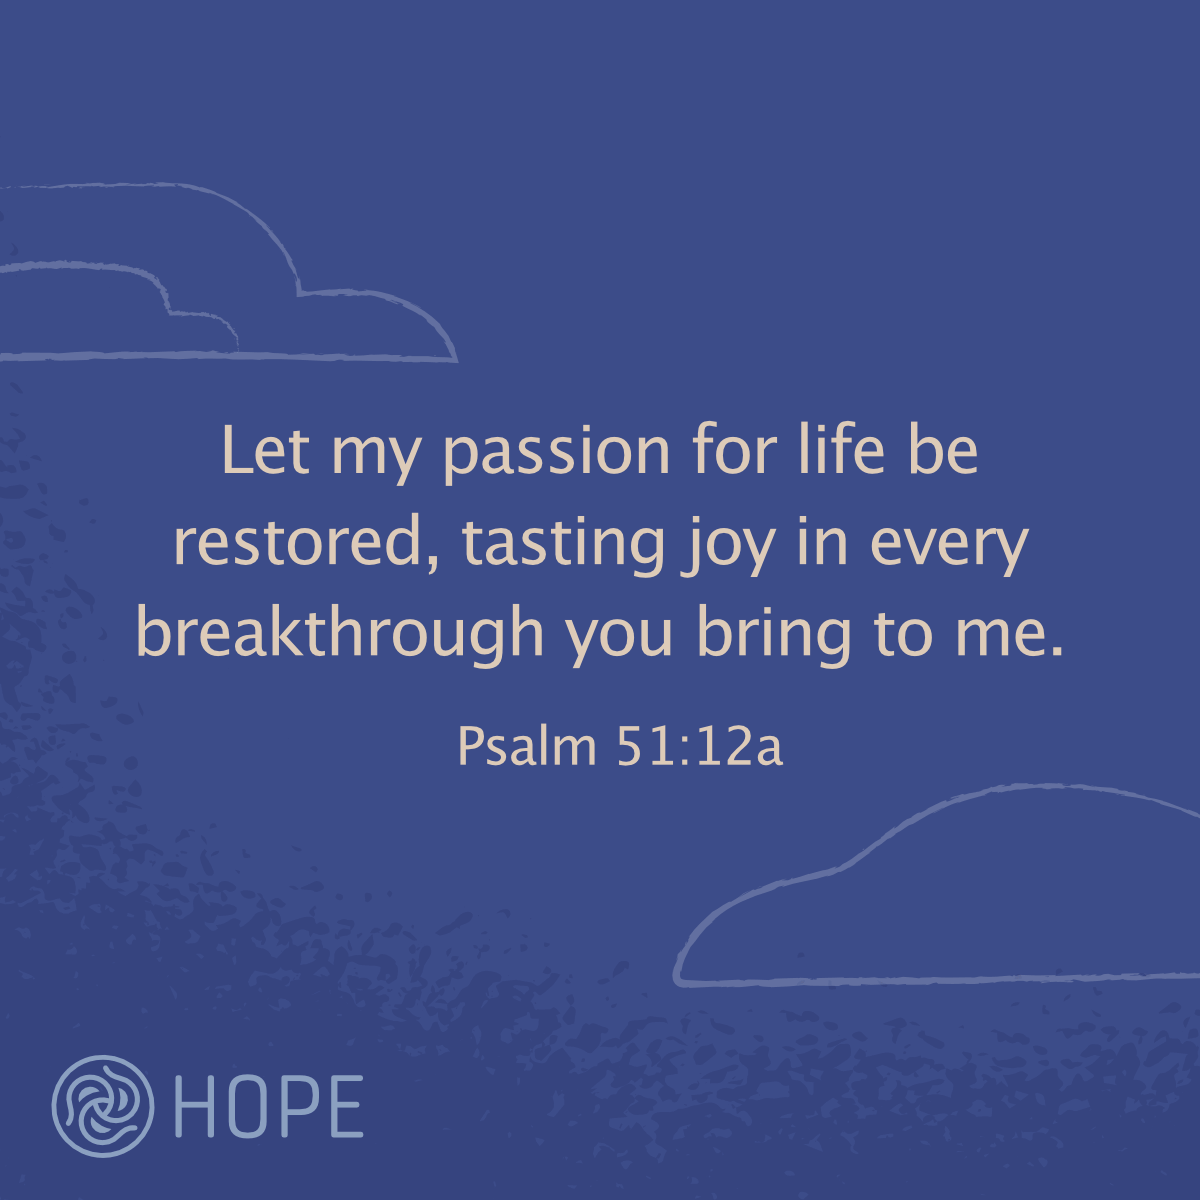 Let my passion for life be
restored, tasting joy in every
breakthrough you bring to me.
Psalm 51:12a
HOPE